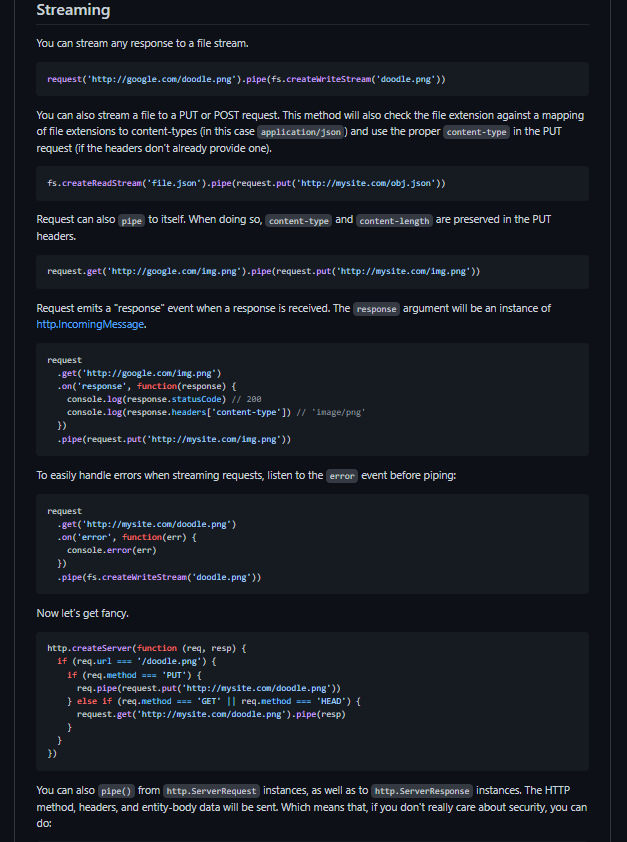 Streaming
You can stream any response to a file stream.
request('http://google.com/doodle.png').pipe(fs.createWriteStream('doodle.png'))
You can also stream a file to a PUT or POST request. This method will also check the file extension against a mapping
of file extensions to content-types (in this case application/json) and use the proper content-type in the PUT
request (if the headers don't already provide one).
fs.createReadStream('file.json').pipe(request.put('http://mysite.com/obj.json'))
Request can also pipe to itself. When doing so, content-type and content-length are preserved in the PUT
headers.
request.get('http://google.com/img.png').pipe(request.put('http://mysite.com/img.png'))
Request emits a "response" event when a response is received. The response argument will be an instance of
http.IncomingMessage.
request
  .get('http://google.com/img.png')
  .on('response', function(response) {
    console.log(response.statusCode) // 200
    console.log(response.headers['content-type']) // 'image/png'
  })
  .pipe(request.put('http://mysite.com/img.png'))
To easily handle errors when streaming requests, listen to the error event before piping:
request
  .get('http://mysite.com/doodle.png')
  .on('error', function(err) {
    console.error(err)
  })
  .pipe(fs.createWriteStream('doodle.png'))
Now let's get fancy.
http.createServer(function (req, resp) {
  if (req.url === '/doodle.png') {
    if (req.method === 'PUT') {
      req.pipe(request.put('http://mysite.com/doodle.png'))
    } else if (req.method === 'GET' || req.method === 'HEAD') {
      request.get('http://mysite.com/doodle.png').pipe(resp)
    }
  }
})
You can also pipe() from http.ServerRequest instances, as well as to http.ServerResponse instances. The HTTP
method, headers, and entity-body data will be sent. Which means that, if you don't really care about security, you can
do: